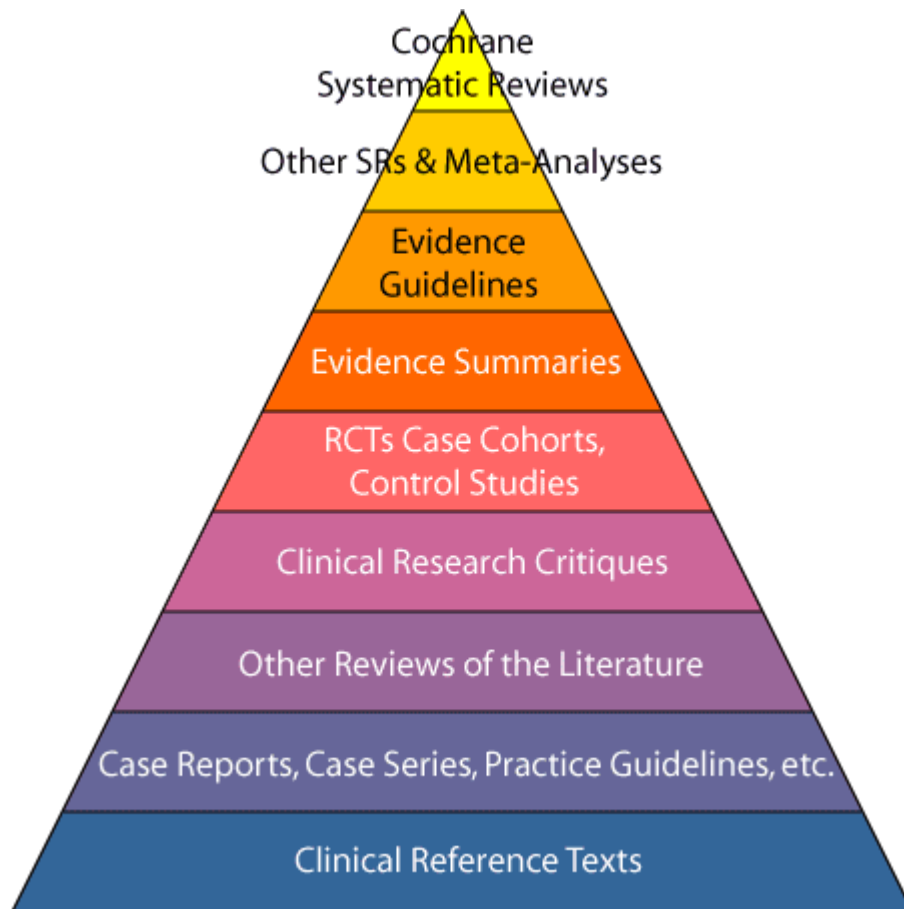 Cochrane
Systematic Reviews
Other SRs & Meta-Analyses
Evidence
Guidelines
Evidence Summaries
RCTs Case Cohorts,
Control Studies
Clinical Research Critiques
Other Reviews of the Literature
Case Reports, Case Series, Practice Guidelines, etc.
Clinical Reference Texts